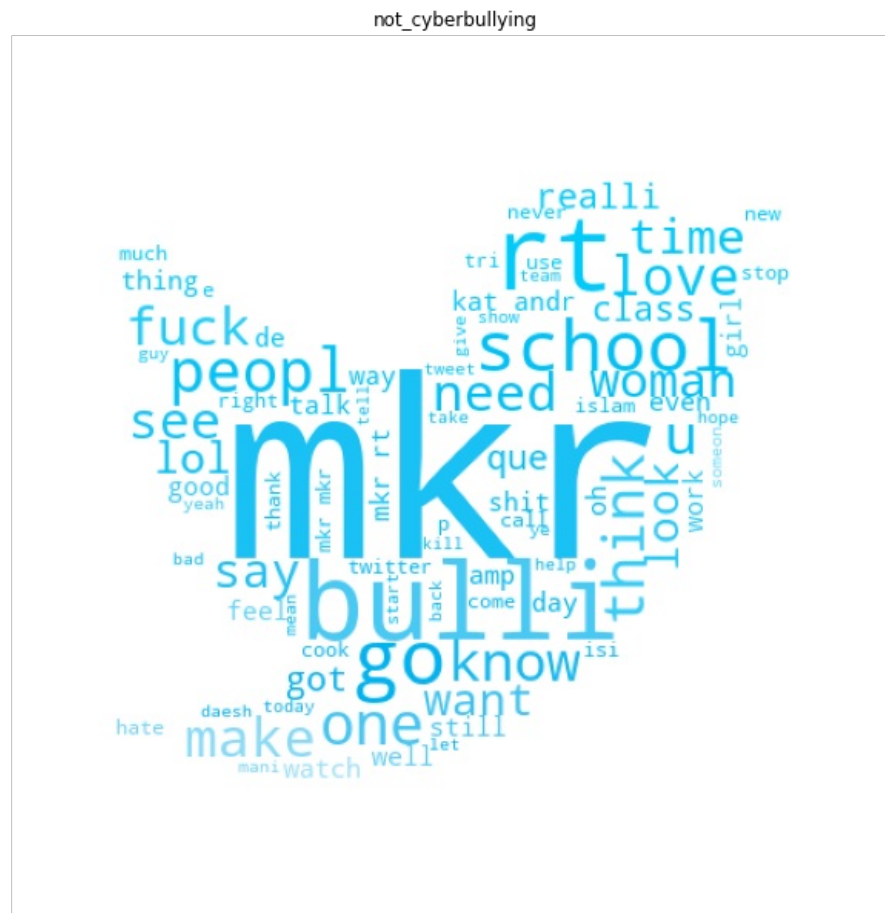 not_cyberbullying
realli
never
new
rt
time
much
tri
use
team
love
stop
thing
e
kat andr
class
fuck
de
give
show
girl
guy
school
peopl
way
tweet
need
woman
right
talk
tell
see
take
islam
even
hope
mkr
u
lol
que
someon
good
thank
mkr mkr
mkr rt
shit
oh
think
look
work
yeah
call
p
ye
kill
bad
say
twitter
amp
help
feel
mean
bulli
start
back
come
day
cook
go
know
isi
got
want
daesh
today
one
still
hate
make
let
well
mani
watch